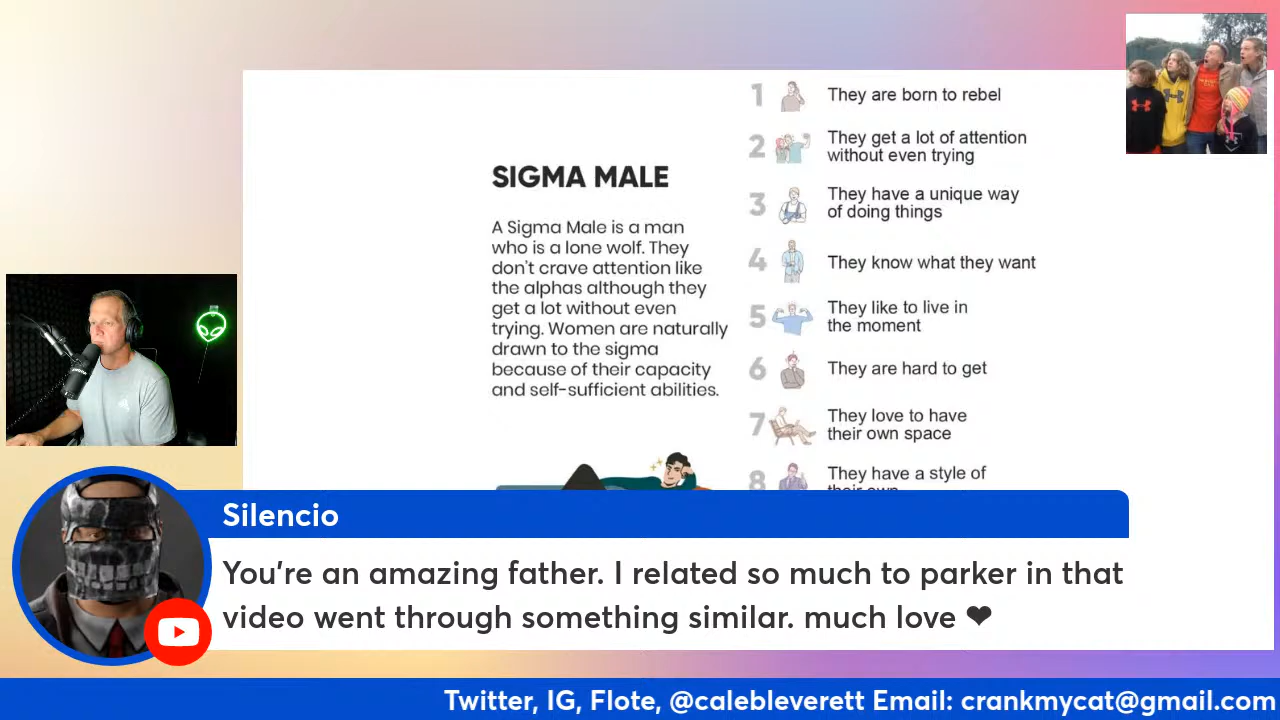 SIGMA MALE
A Sigma Male is a man
who is a lone wolf. They
don't crave attention like
the alphas although they
get a lot without even
trying. Women are naturally
drawn to the sigma
because of their capacity
and self-sufficient abilities.
1 They are born to rebel
2 They get a lot of attention
without even trying
3 They have a unique way
of doing things
4 They know what they want
5 They like to live in
the moment
6 They are hard to get
7 They love to have
their own space
8 They have a style of
their own
Silencio
You're an amazing father. I related so much to parker in that
video went through something similar. much love ❤
Twitter, IG, Flote, @calebleverett Email: crankmycat@gmail.com